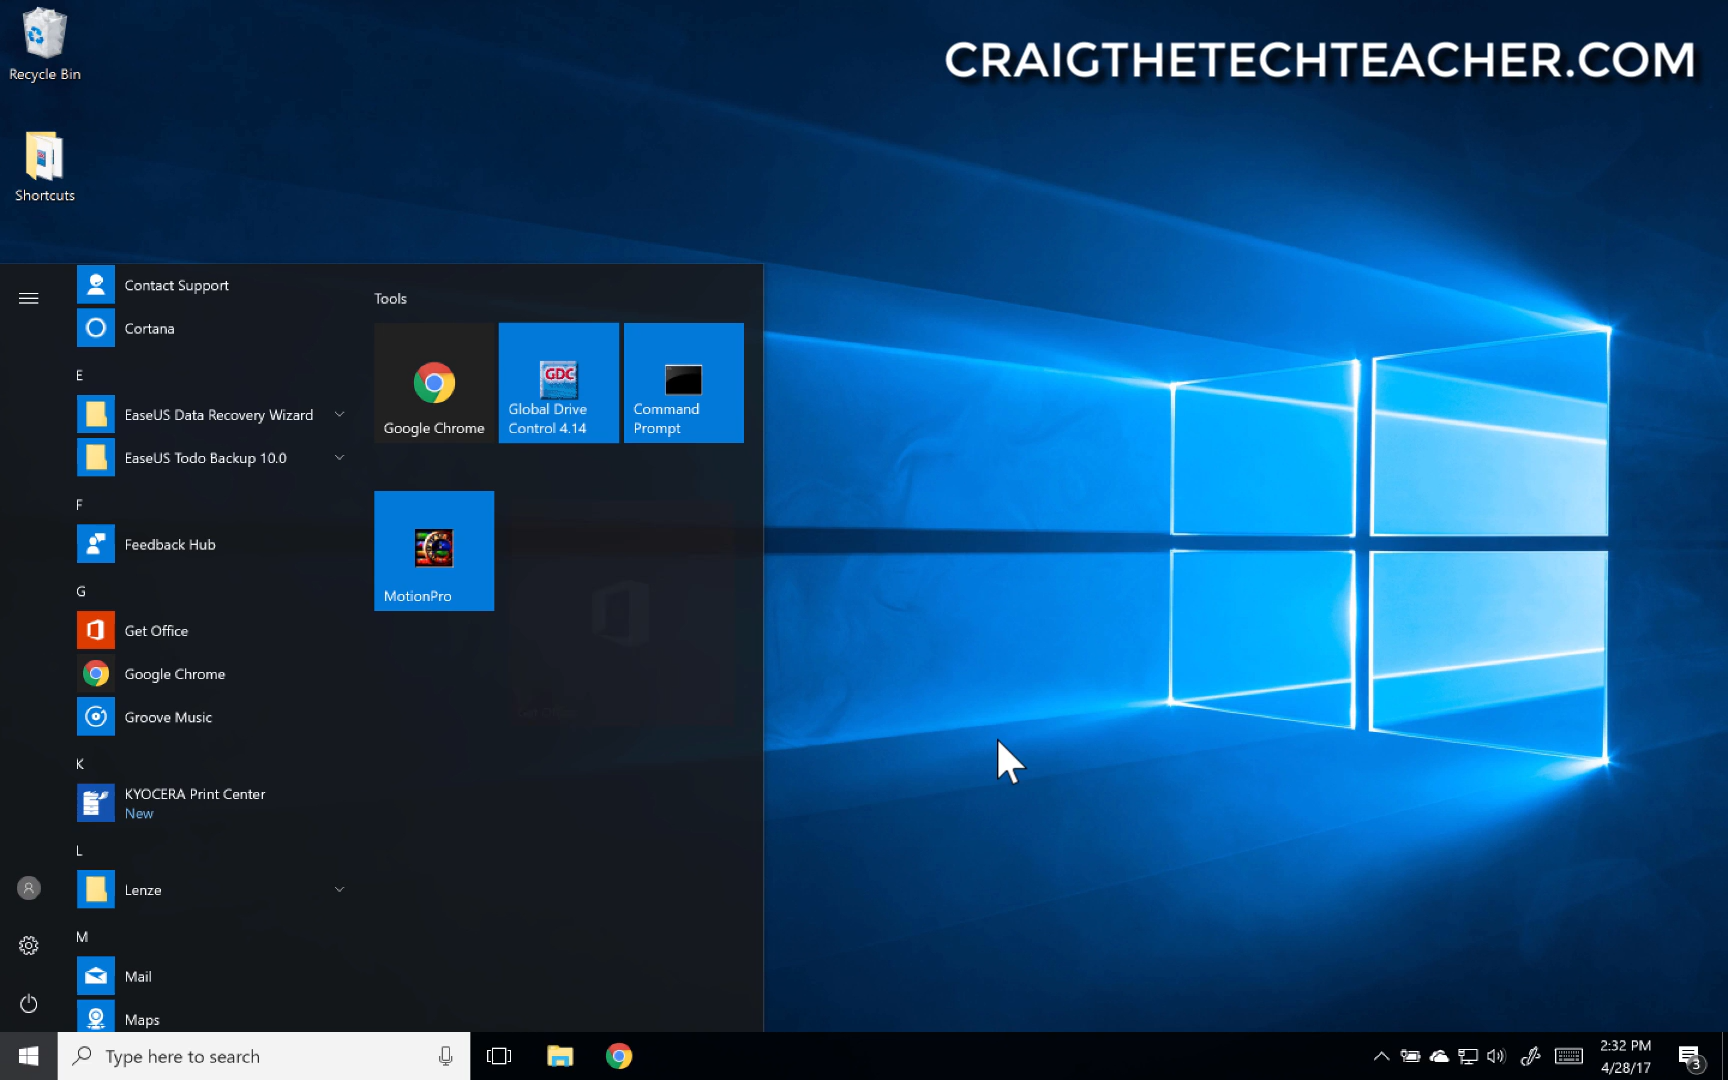 CRAIGTHETECHTEACHER.COM
Recycle Bin
Shortcuts
Contact Support
Cortana
E
EaseUS Data Recovery Wizard
EaseUS Todo Backup 10.0
F
Feedback Hub
G
Get Office
Google Chrome
Groove Music
K
KYOCERA Print Center
New
L
Lenze
M
Mail
Maps
Tools
Google Chrome
GDC
Global Drive
Control 4.14
Command
Prompt
MotionPro
Type here to search
2:32 PM
4/28/17
3